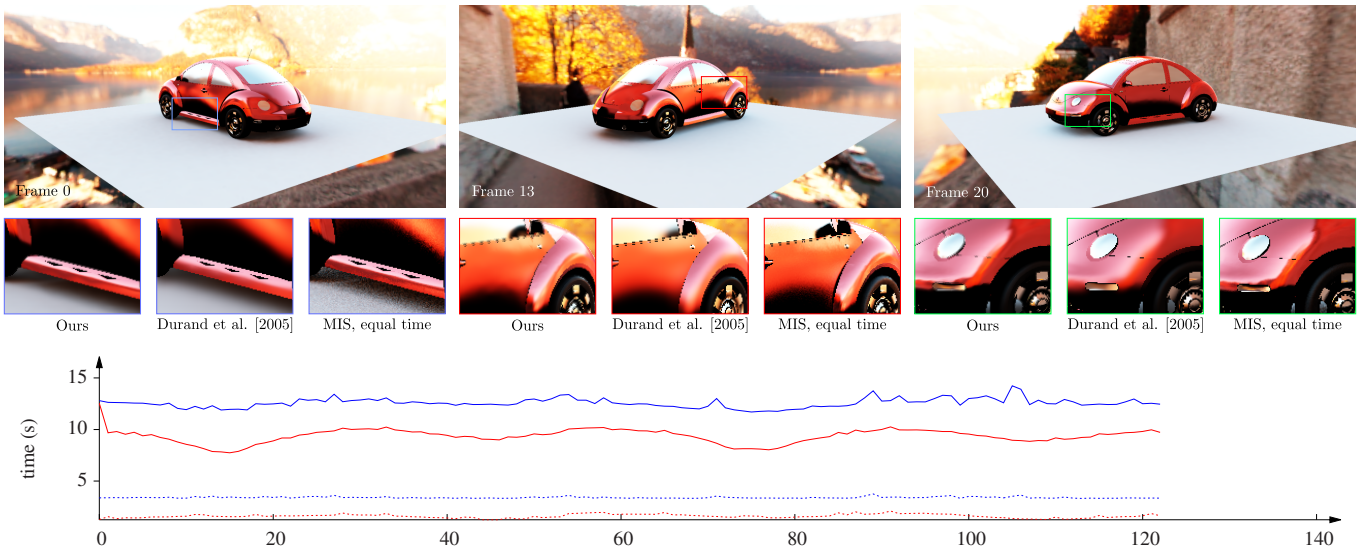 Frame 0
Frame 13
Frame 20
Ours
Durand et al. [2005]
MIS, equal time
Ours
Durand et al. [2005]
MIS, equal time
Ours
Durand et al. [2005]
MIS, equal time
15
10
5
time (s)
0 20 40 60 80 100 120 140